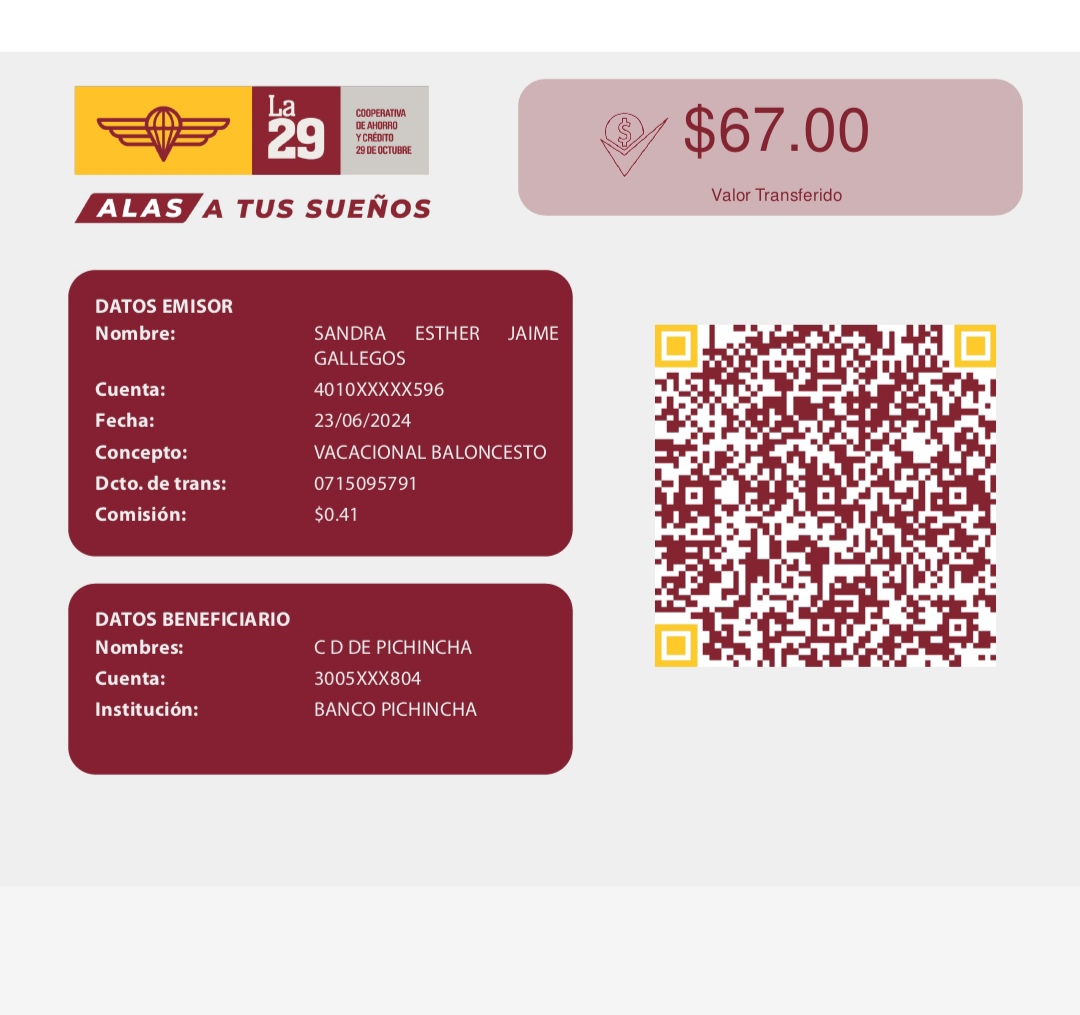 La
29
COOPERATIVA
DE AHORRO
Y CRÉDITO
29 DE OCTUBRE
ALAS A TUS SUEÑOS
$67.00
Valor Transferido
DATOS EMISOR
Nombre: SANDRA ESTHER JAIME
GALLEGOS
Cuenta: 4010XXXXX596
Fecha: 23/06/2024
Concepto: VACACIONAL BALONCESTO
Dcto. de trans: 0715095791
Comisión: $0.41
DATOS BENEFICIARIO
Nombres: C D DE PICHINCHA
Cuenta: 3005XXX804
Institución: BANCO PICHINCHA